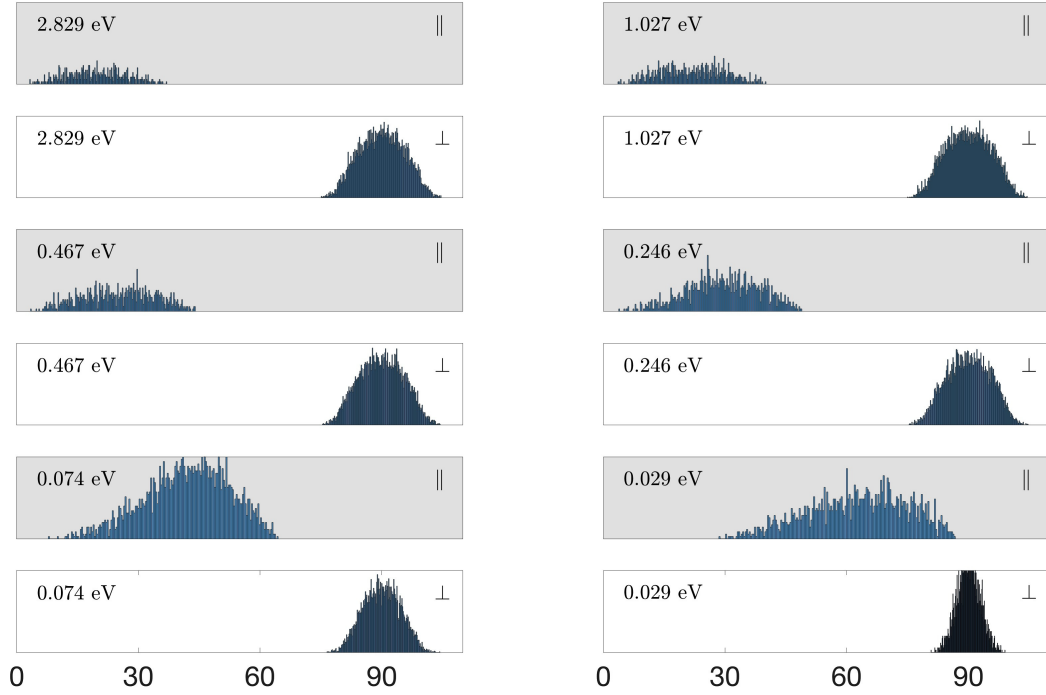 2.829 eV ∥
1.027 eV ∥
2.829 eV ⊥
1.027 eV ⊥
0.467 eV ∥
0.246 eV ∥
0.467 eV ⊥
0.246 eV ⊥
0.074 eV ∥
0.029 eV ∥
0.074 eV ⊥
0.029 eV ⊥
0 30 60 90
0 30 60 90